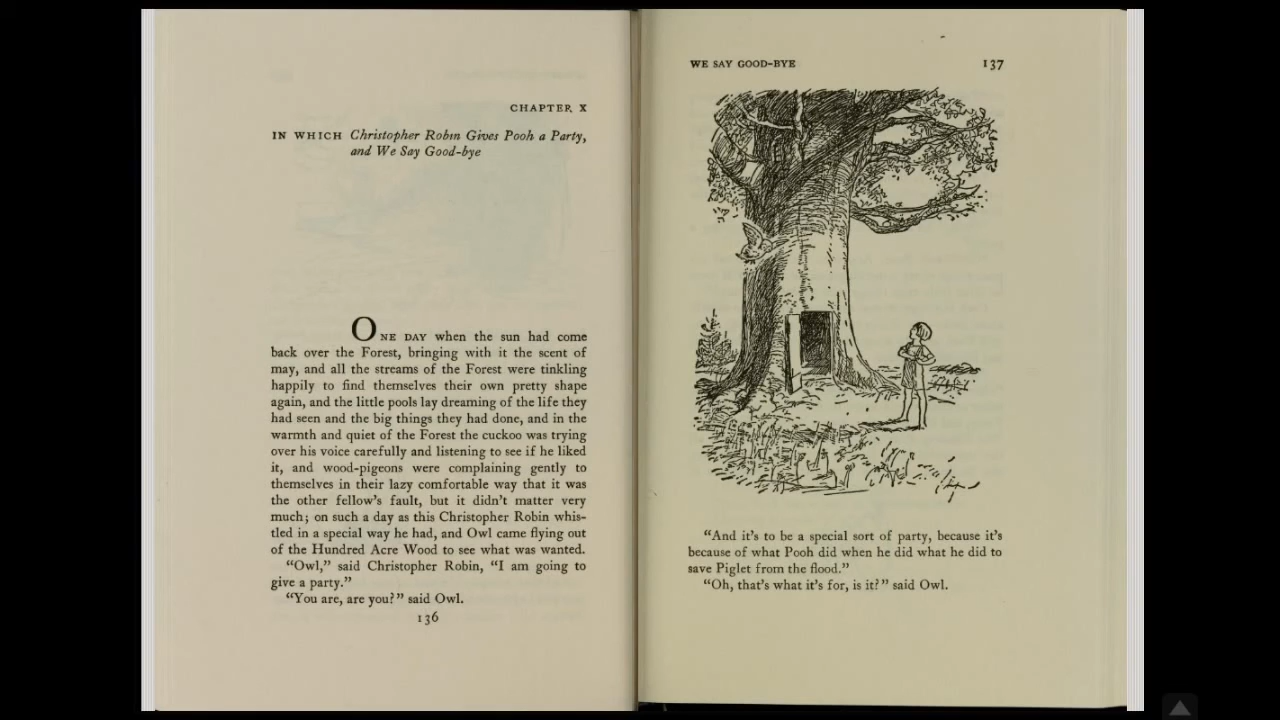 CHAPTER X
IN WHICH Christopher Robin Gives Pooh a Party,
and We Say Good-bye
ONE DAY when the sun had come
back over the Forest, bringing with it the scent of
may, and all the streams of the Forest were tinkling
happily to find themselves their own pretty shape
again, and the little pools lay dreaming of the life they
had seen and the big things they had done, and in the
warmth and quiet of the Forest the cuckoo was trying
over his voice carefully and listening to see if he liked
it, and wood-pigeons were complaining gently to
themselves in their lazy comfortable way that it was
the other fellow's fault, but it didn't matter very
much; on such a day as this Christopher Robin whis-
tled in a special way he had, and Owl came flying out
of the Hundred Acre Wood to see what was wanted.
"Owl," said Christopher Robin, "I am going to
give a party."
"You are, are you?" said Owl.
136
WE SAY GOOD-BYE 137
"And it's to be a special sort of party, because it's
because of what Pooh did when he did what he did to
save Piglet from the flood."
"Oh, that's what it's for, is it?" said Owl.